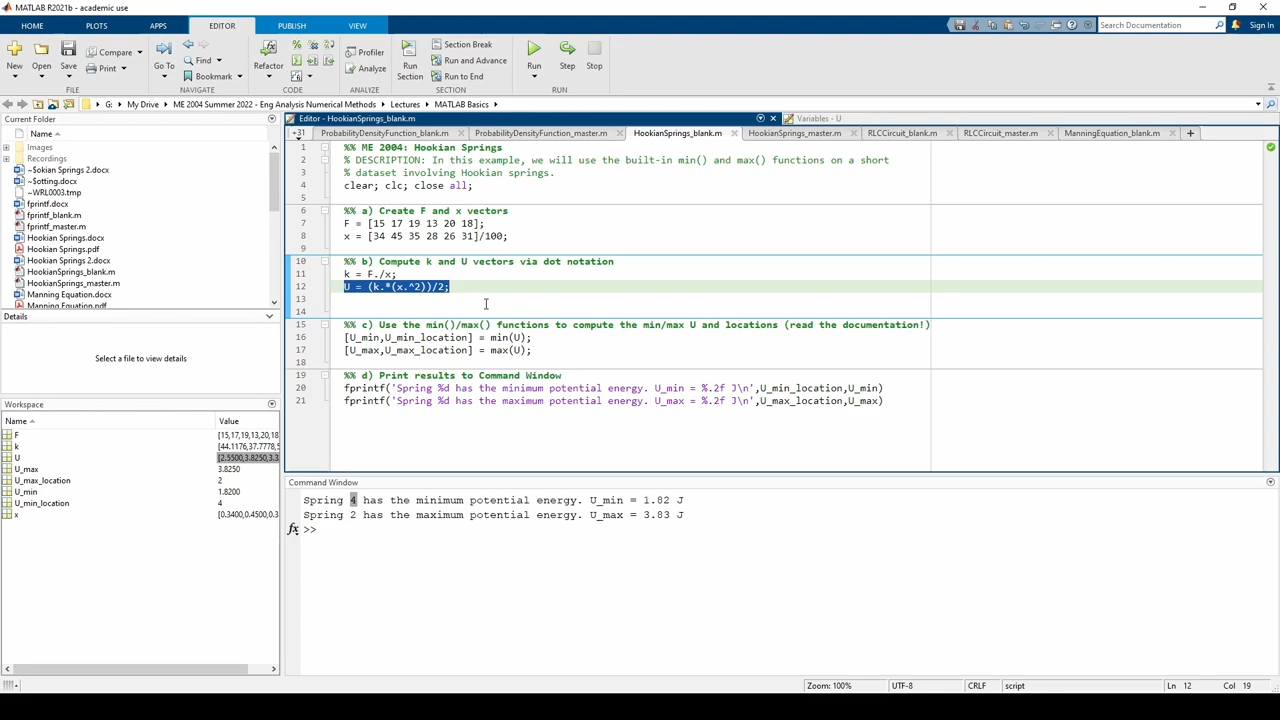 MATLAB R2021b - academic use
HOME PLOTS APPS EDITOR PUBLISH VIEW
Search Documentation
Sign In
New Open Save Compare Print
Go To Find Bookmark
Refactor
Profiler Analyze
Run Section
Section Break
Run and Advance
Run to End
Run Step Stop
FILE NAVIGATE CODE ANALYZE SECTION RUN
G: My Drive ME 2004 Summer 2022 - Eng Analysis Numerical Methods Lectures MATLAB Basics
Current Folder
Name
Images
Recordings
~Sokian Springs 2.docx
~Sotting.docx
~WRL0003.tmp
fprintf.docx
fprintf_blank.m
fprintf_master.m
Hookian Springs.docx
Hookian Springs.pdf
Hookian Springs 2.docx
HookianSprings_blank.m
HookianSprings_master.m
Manning Equation.docx
Manning Equation.pdf
Details
Select a file to view details
Workspace
Name Value
F [15,17,19,13,20,18
k [44.1176,37.7778,5
U [2.5500,3.8250,3.3
U_max 3.8250
U_max_location 2
U_min 1.8200
U_min_location 4
x [0.3400,0.4500,0.3
Editor - HookianSprings_blank.m
Variables - U
+31 ProbabilityDensityFunction_blank.m ProbabilityDensityFunction_master.m HookianSprings_blank.m HookianSprings_master.m RLCCircuit_blank.m RLCCircuit_master.m ManningEquation_blank.m
1 %% ME 2004: Hookian Springs
2 % DESCRIPTION: In this example, we will use the built-in min() and max() functions on a short
3 % dataset involving Hookian springs.
4 clear; clc; close all;
5
6 %% a) Create F and x vectors
7 F = [15 17 19 13 20 18];
8 x = [34 45 35 28 26 31]/100;
9
10 %% b) Compute k and U vectors via dot notation
11 k = F./x;
12 U = (k.*(x.^2))/2;
13
14
15 %% c) Use the min()/max() functions to compute the min/max U and locations (read the documentation!)
16 [U_min,U_min_location] = min(U);
17 [U_max,U_max_location] = max(U);
18
19 %% d) Print results to Command Window
20 fprintf('Spring %d has the minimum potential energy. U_min = %.2f J\n',U_min_location,U_min)
21 fprintf('Spring %d has the maximum potential energy. U_max = %.2f J\n',U_max_location,U_max)
Command Window
Spring 4 has the minimum potential energy. U_min = 1.82 J
Spring 2 has the maximum potential energy. U_max = 3.83 J
fx >>
Zoom: 100% UTF-8 CRLF script Ln 12 Col 19